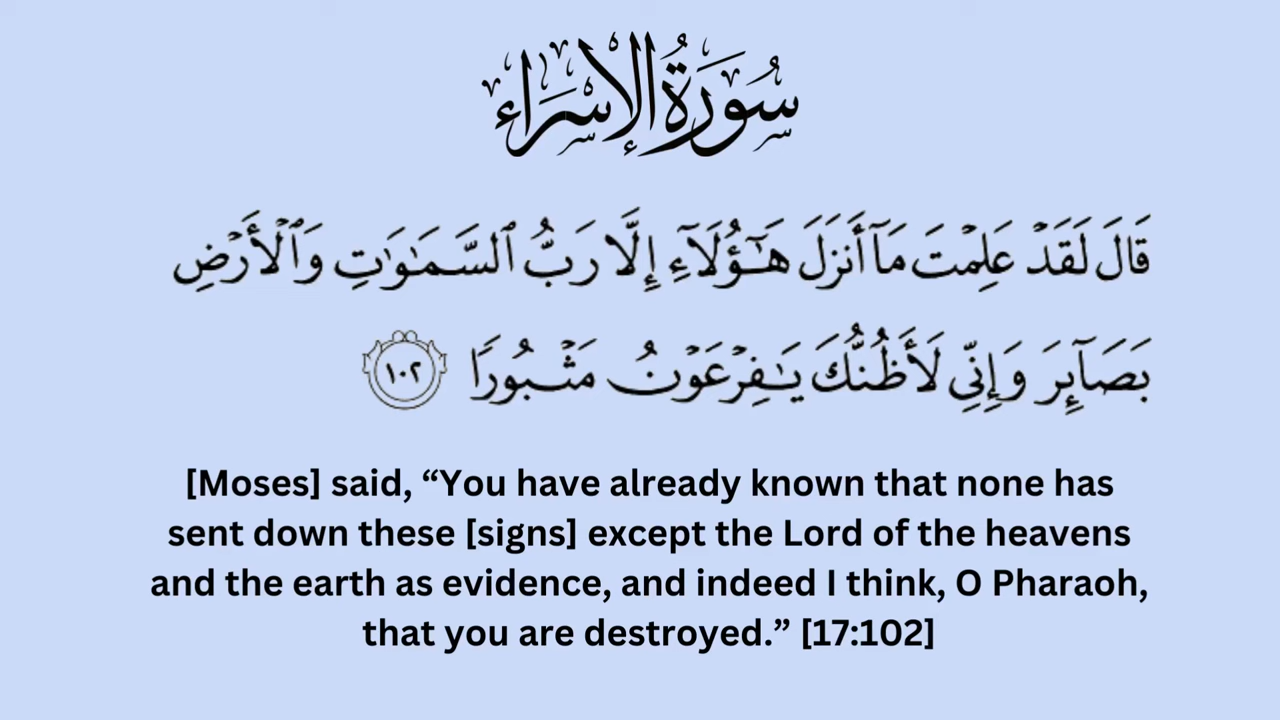 سُورَةُ الإِسْرَاءِ
قَالَ لَقَدْ عَلِمْتَ مَآ أَنزَلَ هَـٰٓؤُلَآءِ إِلَّا رَبُّ ٱلسَّمَـٰوَٰتِ وَٱلْأَرْضِ
بَصَآئِرَ وَإِنِّى لَأَظُنُّكَ يَـٰفِرْعَوْنُ مَثْبُورًا ١٠٢
[Moses] said, “You have already known that none has
sent down these [signs] except the Lord of the heavens
and the earth as evidence, and indeed I think, O Pharaoh,
that you are destroyed.” [17:102]